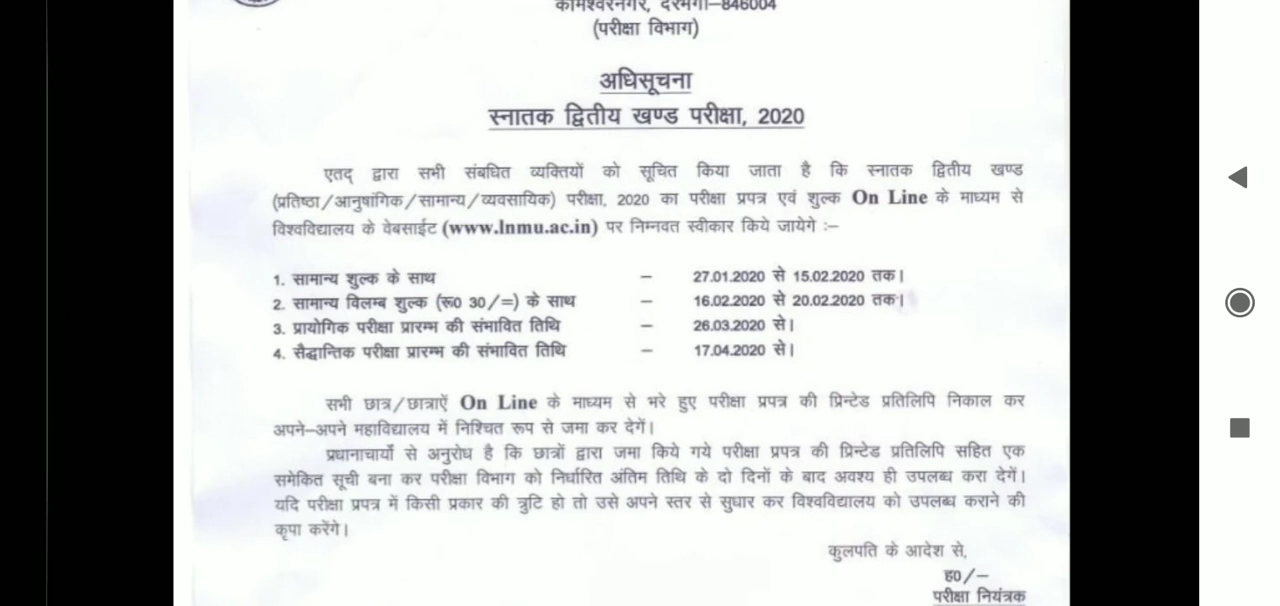 कामेश्वरनगर, दरभंगा–846004
(परीक्षा विभाग)
अधिसूचना
स्नातक द्वितीय खण्ड परीक्षा, 2020
एतद् द्वारा सभी संबधित व्यक्तियों को सूचित किया जाता है कि स्नातक द्वितीय खण्ड
(प्रतिष्ठा/आनुषांगिक/सामान्य/व्यवसायिक) परीक्षा, 2020 का परीक्षा प्रपत्र एवं शुल्क On Line के माध्यम से
विश्वविद्यालय के वेबसाईट (www.lnmu.ac.in) पर निम्नवत स्वीकार किये जायेगे :–
1. सामान्य शुल्क के साथ – 27.01.2020 से 15.02.2020 तक।
2. सामान्य विलम्ब शुल्क (रू0 30/=) के साथ – 16.02.2020 से 20.02.2020 तक।
3. प्रायोगिक परीक्षा प्रारम्भ की संभावित तिथि – 26.03.2020 से।
4. सैद्धान्तिक परीक्षा प्रारम्भ की संभावित तिथि – 17.04.2020 से।
सभी छात्र/छात्राऐं On Line के माध्यम से भरे हुए परीक्षा प्रपत्र की प्रिन्टेड प्रतिलिपि निकाल कर
अपने–अपने महाविद्यालय में निश्चित रूप से जमा कर देगें।
प्रधानाचार्यो से अनुरोध है कि छात्रों द्वारा जमा किये गये परीक्षा प्रपत्र की प्रिन्टेड प्रतिलिपि सहित एक
समेकित सूची बना कर परीक्षा विभाग को निर्धारित अंतिम तिथि के दो दिनों के बाद अवश्य ही उपलब्ध करा देगें।
यदि परीक्षा प्रपत्र में किसी प्रकार की त्रुटि हो तो उसे अपने स्तर से सुधार कर विश्वविद्यालय को उपलब्ध कराने की
कृपा करेंगे।
कुलपति के आदेश से,
ह0/–
परीक्षा नियंत्रक